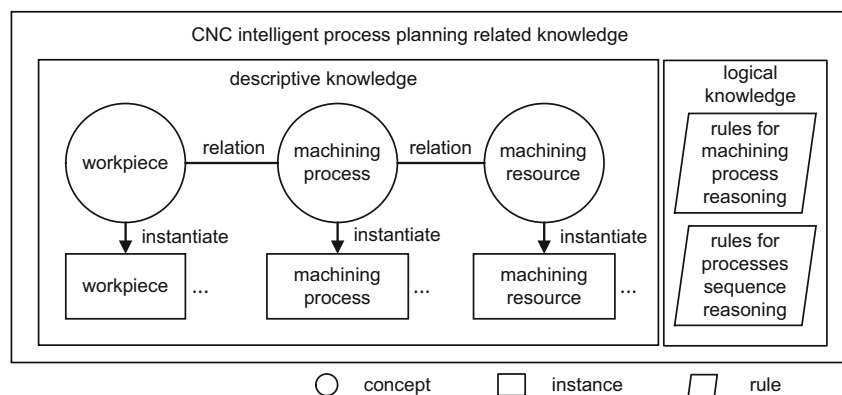 CNC intelligent process planning related knowledge
descriptive knowledge
workpiece
relation
machining
process
relation
machining
resource
instantiate
instantiate
instantiate
workpiece
...
machining
process
...
machining
resource
...
logical
knowledge
rules for
machining
process
reasoning
rules for
processes
sequence
reasoning
concept
instance
rule